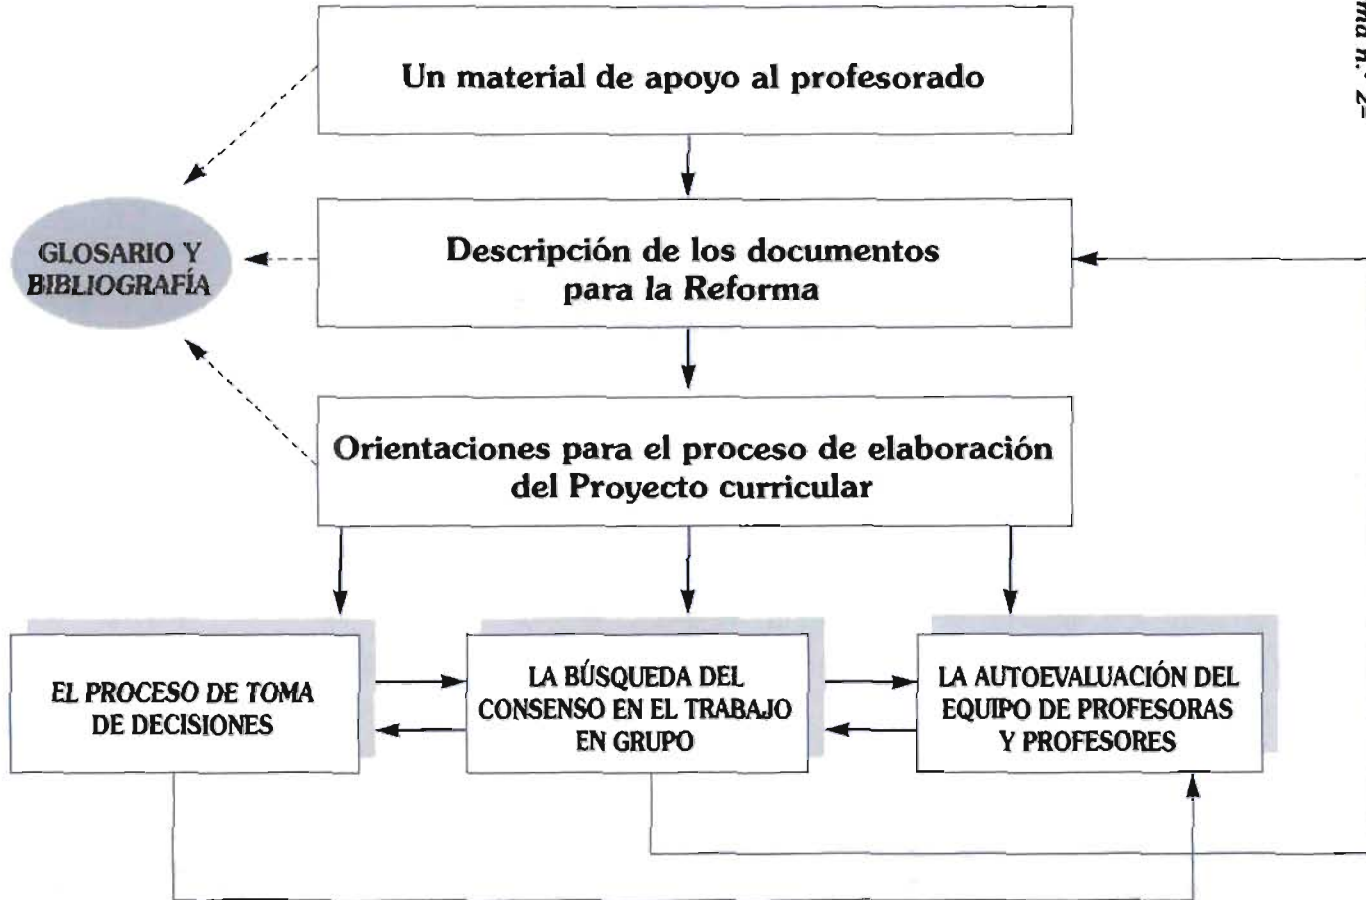 Un material de apoyo al profesorado
Descripción de los documentos
para la Reforma
GLOSARIO Y
BIBLIOGRAFÍA
Orientaciones para el proceso de elaboración
del Proyecto curricular
EL PROCESO DE TOMA
DE DECISIONES
LA BÚSQUEDA DEL
CONSENSO EN EL TRABAJO
EN GRUPO
LA AUTOEVALUACIÓN DEL
EQUIPO DE PROFESORAS
Y PROFESORES